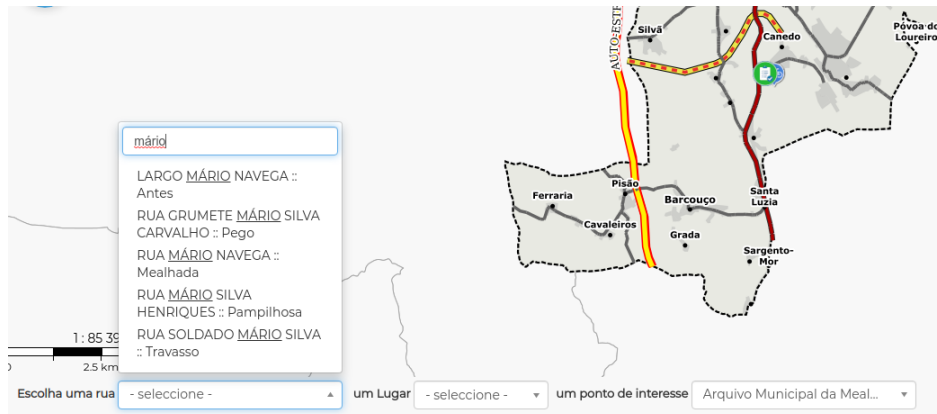 AUTO-ESTR
Silvã
Canedo
Póvoa do
Loureiro
mário
LARGO MÁRIO NAVEGA ::
Antes
RUA GRUMETE MÁRIO SILVA
CARVALHO :: Pego
RUA MÁRIO NAVEGA ::
Mealhada
RUA MÁRIO SILVA
HENRIQUES :: Pampilhosa
RUA SOLDADO MÁRIO SILVA
:: Travasso
Ferraria
Pisão
Barcouço
Santa
Luzia
Cavaleiros
Grada
Sargento-
Mor
1 : 85 39
2.5 km
Escolha uma rua - seleccione - um Lugar - seleccione - um ponto de interesse Arquivo Municipal da Meal...